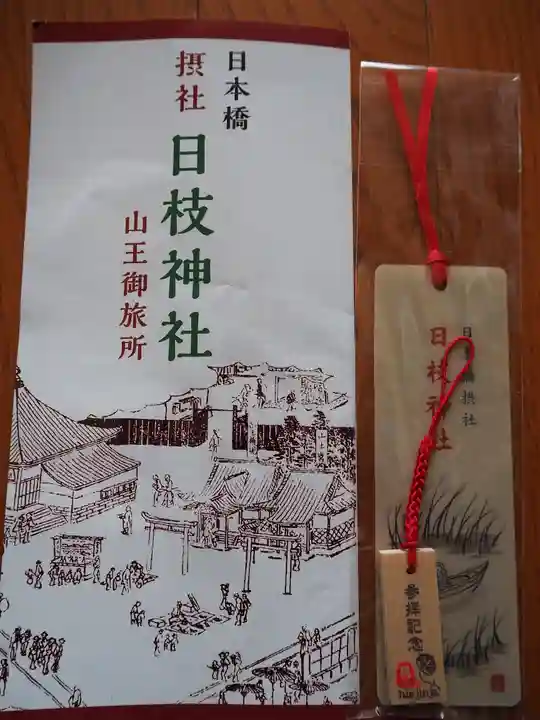 日本橋
摂社
日枝神社
山王御旅所
日本橋摂社
日枝神社
参拝記念